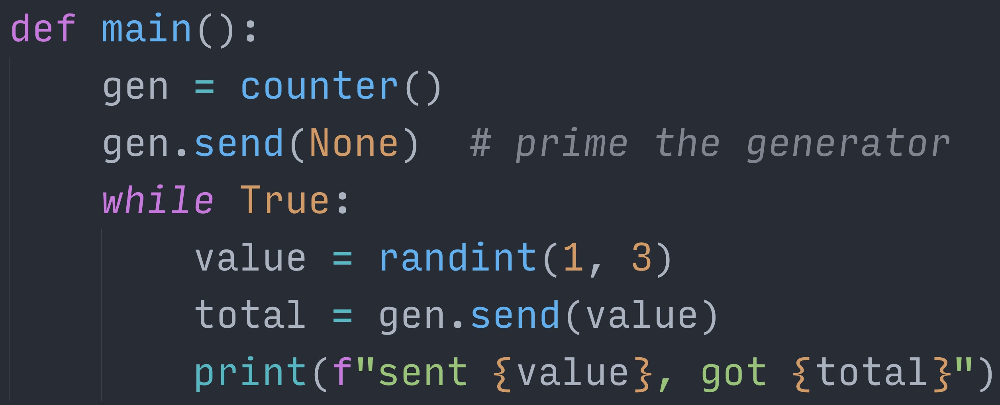 def main():
    gen = counter()
    gen.send(None)  # prime the generator
    while True:
        value = randint(1, 3)
        total = gen.send(value)
        print(f"sent {value}, got {total}")